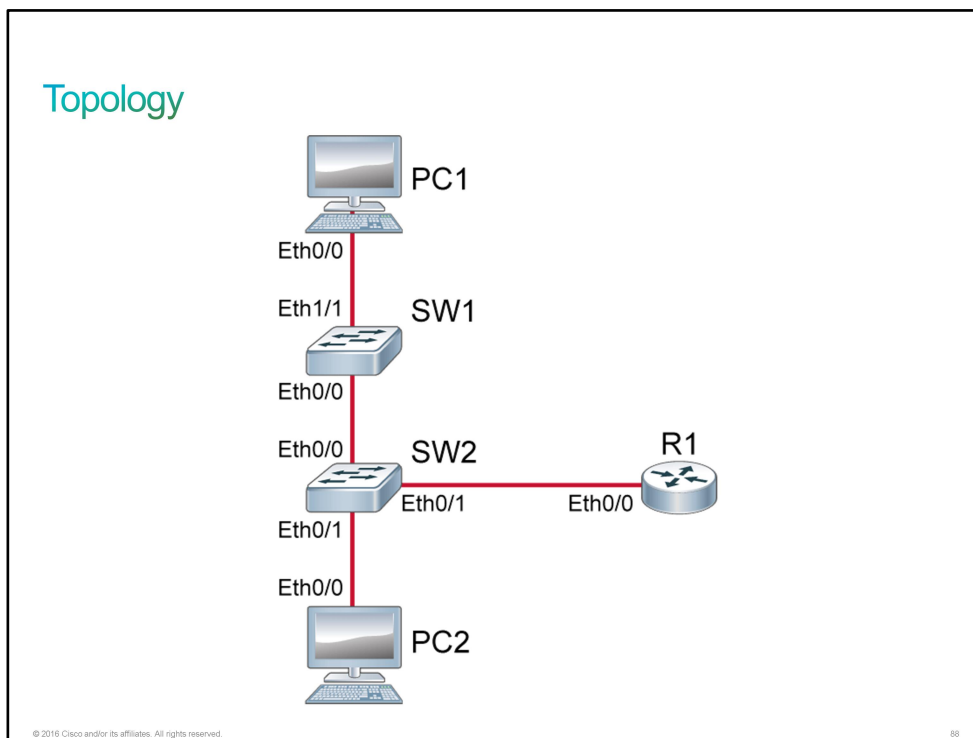 Topology
PC1
Eth0/0
Eth1/1
SW1
Eth0/0
Eth0/0
SW2
R1
Eth0/1
Eth0/0
Eth0/1
Eth0/0
PC2
© 2016 Cisco and/or its affiliates. All rights reserved.
86